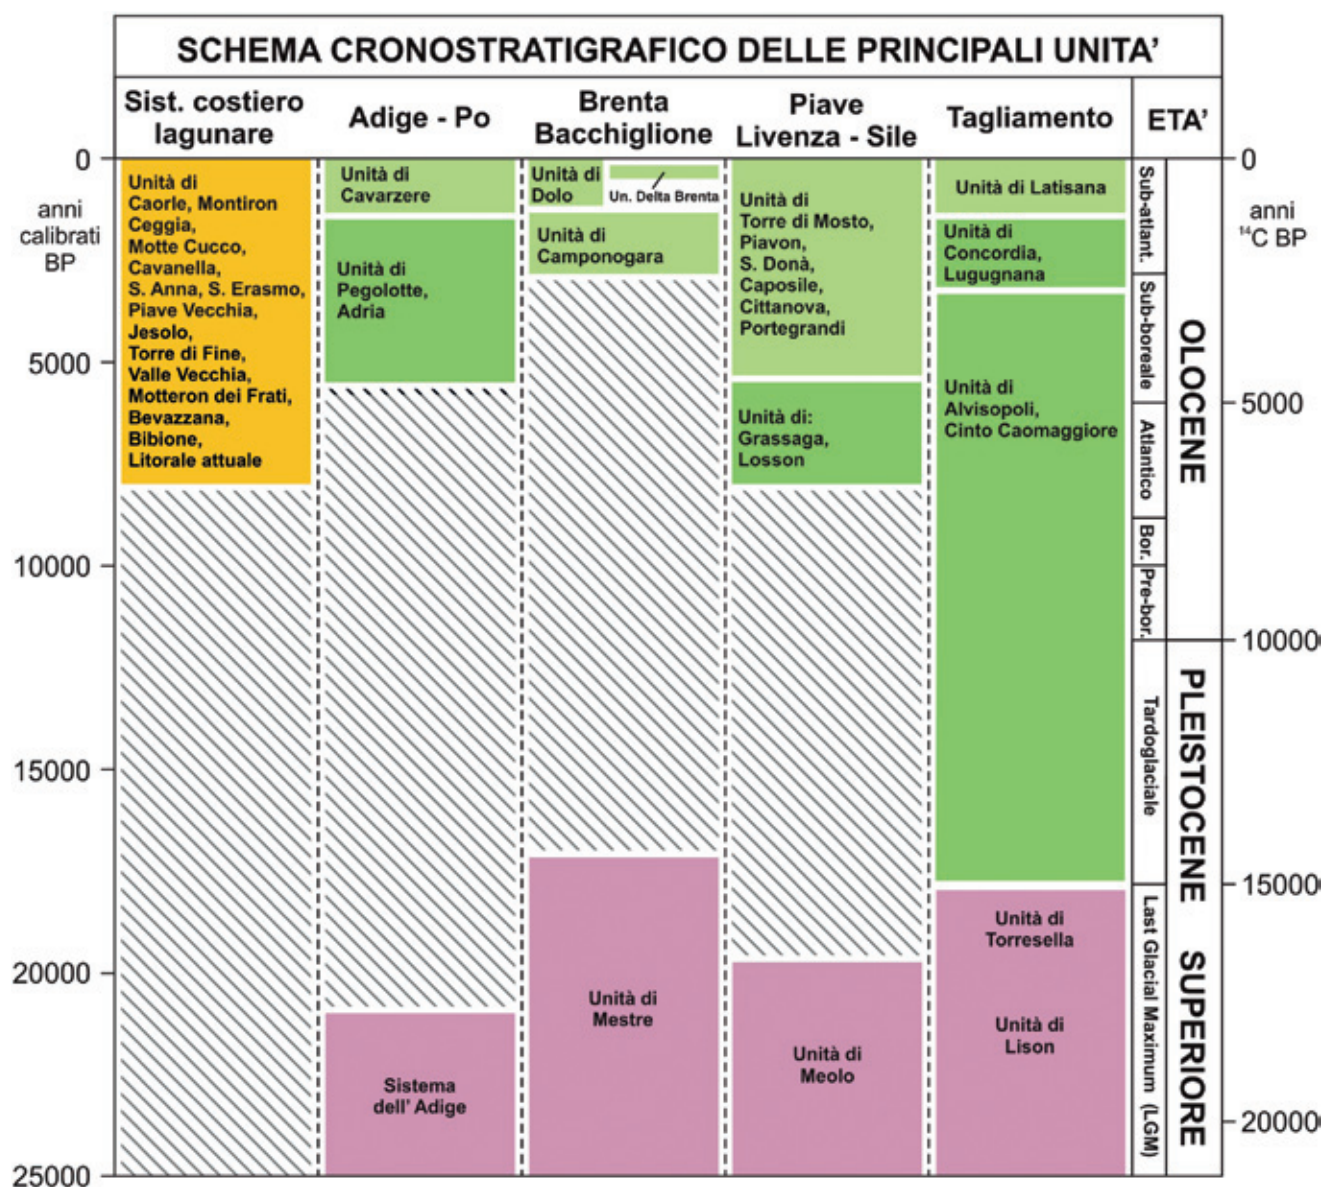 SCHEMA CRONOSTRATIGRAFICO DELLE PRINCIPALI UNITA'
Sist. costiero
lagunare
Adige - Po
Brenta
Bacchiglione
Piave
Livenza - Sile
Tagliamento
ETA'
0
anni
calibrati
BP
5000
10000
15000
20000
25000
Unità di
Caorle, Montiron
Ceggia,
Motte Cucco,
Cavanella,
S. Anna, S. Erasmo,
Piave Vecchia,
Jesolo,
Torre di Fine,
Valle Vecchia,
Motteron dei Frati,
Bevazzana,
Bibione,
Litorale attuale
Unità di
Cavarzere
Unità di
Pegolotte,
Adria
Sistema
dell' Adige
Unità di
Dolo
Un. Delta Brenta
Unità di
Camponogara
Unità di
Mestre
Unità di
Torre di Mosto,
Piavon,
S. Donà,
Caposile,
Cittanova,
Portegrandi
Unità di:
Grassaga,
Losson
Unità di
Meolo
Unità di Latisana
Unità di
Concordia,
Lugugnana
Unità di
Alvisopoli,
Cinto Caomaggiore
Unità di
Torresella
Unità di
Lison
Sub-atlant.
Sub-boreale
Atlantico
Bor.
Pre-bor.
Tardoglaciale
Last Glacial Maximum (LGM)
OLOCENE
PLEISTOCENE SUPERIORE
0
anni
¹⁴C BP
5000
10000
15000
20000